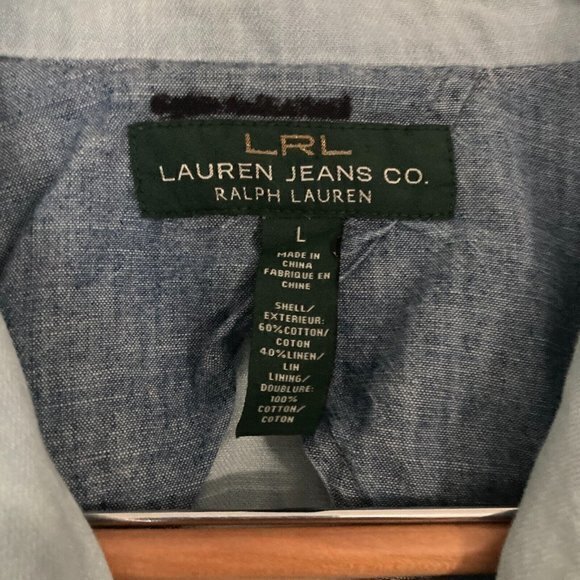 LRL
LAUREN JEANS CO.
RALPH LAUREN
L
MADE IN
CHINA
FABRIQUE EN
CHINE
SHELL/
EXTERIEUR:
60%COTTON/
COTON
40%LINEN/
LIN
LINING/
DOUBLURE:
100%
COTTON/
COTON